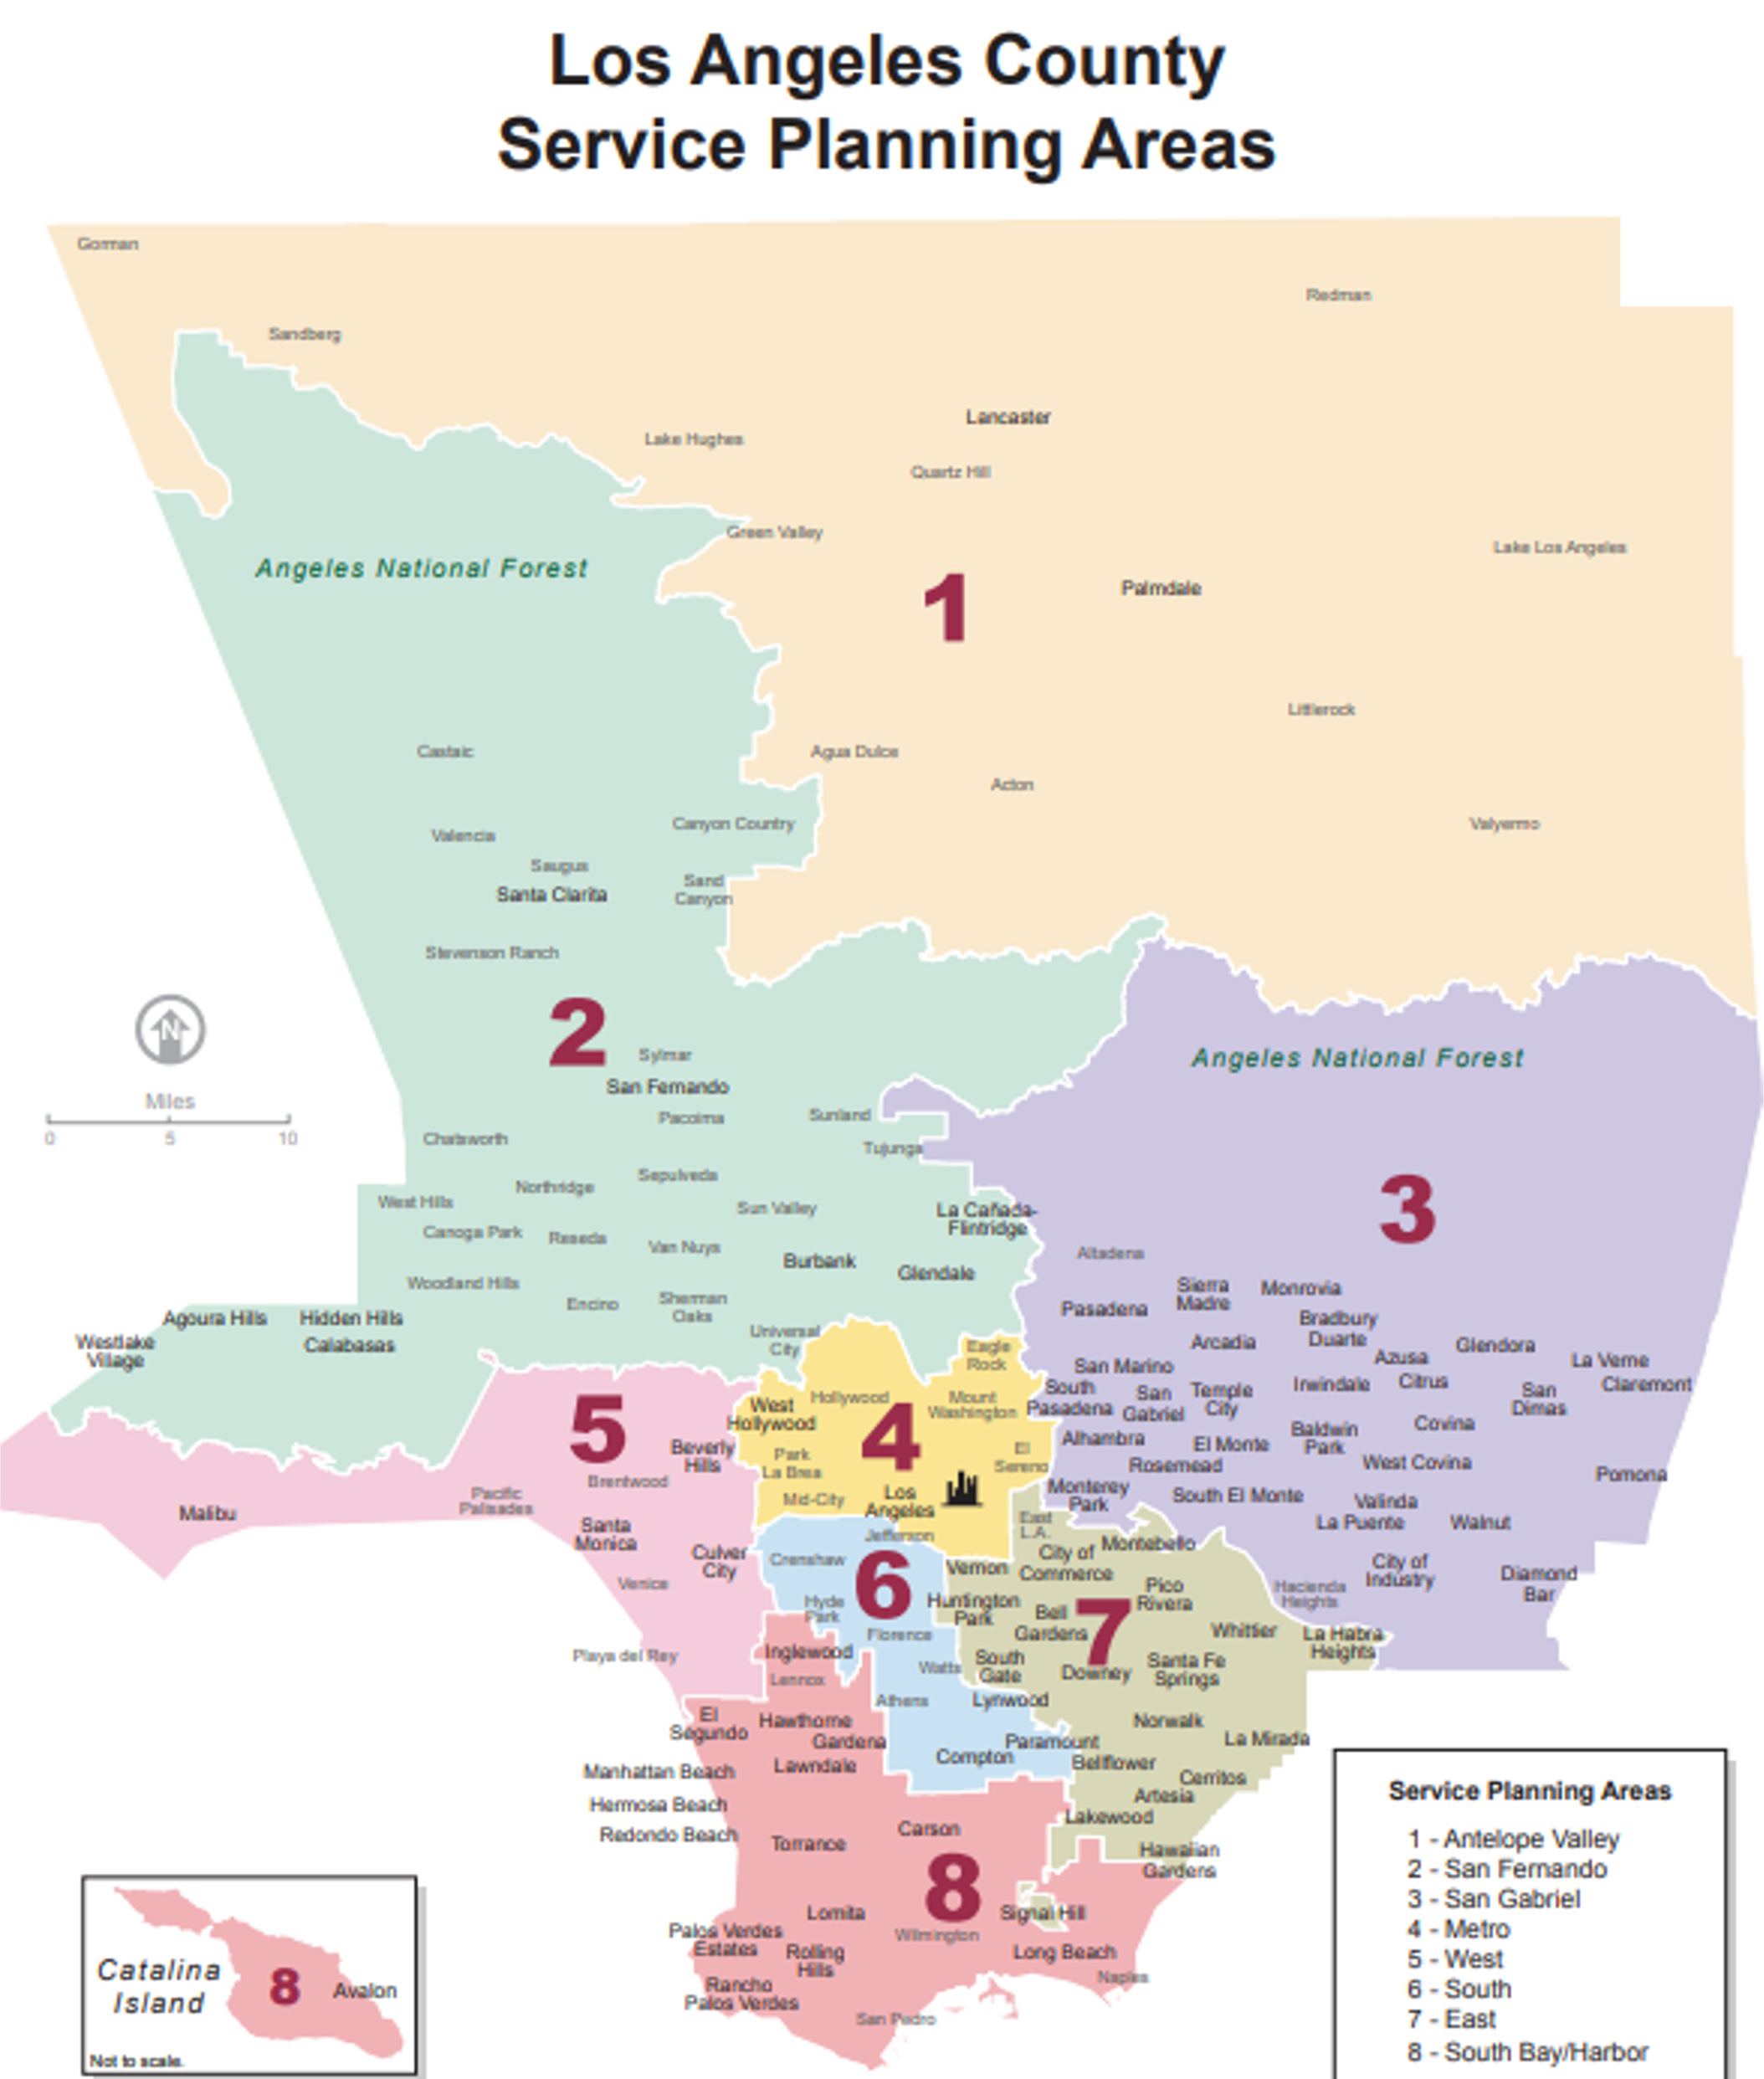 Los Angeles County
Service Planning Areas
Gorman
Redman
Sandberg
Lancaster
Lake Hughes
Quartz Hill
Green Valley
Lake Los Angeles
Angeles National Forest
1
Palmdale
Littlerock
Castaic
Agua Dulce
Acton
Canyon Country
Valyermo
Valencia
Saugus
Santa Clarita
Sand
Canyon
Stevenson Ranch
N
2
Sylmar
Angeles National Forest
San Fernando
Miles
0 5 10
Pacoima
Sunland
Chatsworth
Tujunga
Sepulveda
Northridge
3
West Hills
Sun Valley
La Cañada-
Flintridge
Canoga Park
Reseda
Van Nuys
Altadena
Burbank
Glendale
Woodland Hills
Encino
Sherman
Oaks
Sierra
Madre
Monrovia
Pasadena
Agoura Hills
Hidden Hills
Bradbury
Duarte
Westlake
Village
Calabasas
Universal
City
Eagle
Rock
Arcadia
Glendora
Azusa
La Verne
San Marino
Citrus
Claremont
Irwindale
South
Pasadena
San
Gabriel
Temple
City
San
Dimas
5
Hollywood
Mount
Washington
West
Hollywood
4
Covina
Baldwin
Park
Alhambra
El Monte
Beverly
Hills
Park
La Brea
El
Sereno
Rosemead
West Covina
Pomona
Brentwood
Pacific
Palisades
Mid-City
Los
Angeles
Monterey
Park
South El Monte
Valinda
Malibu
La Puente
Walnut
Santa
Monica
Jefferson
East
L.A.
Montebello
Culver
City
Crenshaw
6
Vernon
City of
Commerce
City of
Industry
Diamond
Bar
Venice
Hyde
Park
Huntington
Park
Bell
Gardens
7
Pico
Rivera
Hacienda
Heights
Florence
Whittier
La Habra
Heights
Playa del Rey
Inglewood
Lennox
Watts
South
Gate
Downey
Santa Fe
Springs
Athens
Lynwood
El
Segundo
Hawthorne
Gardena
Norwalk
La Mirada
Paramount
Compton
Bellflower
Lawndale
Manhattan Beach
Cerritos
Artesia
Hermosa Beach
Lakewood
Redondo Beach
Torrance
Carson
Hawaiian
Gardens
8
Lomita
Signal Hill
Palos Verdes
Estates
Wilmington
Rolling
Hills
Long Beach
Naples
Rancho
Palos Verdes
San Pedro
Catalina
Island
8
Avalon
Not to scale.
Service Planning Areas
1 - Antelope Valley
2 - San Fernando
3 - San Gabriel
4 - Metro
5 - West
6 - South
7 - East
8 - South Bay/Harbor